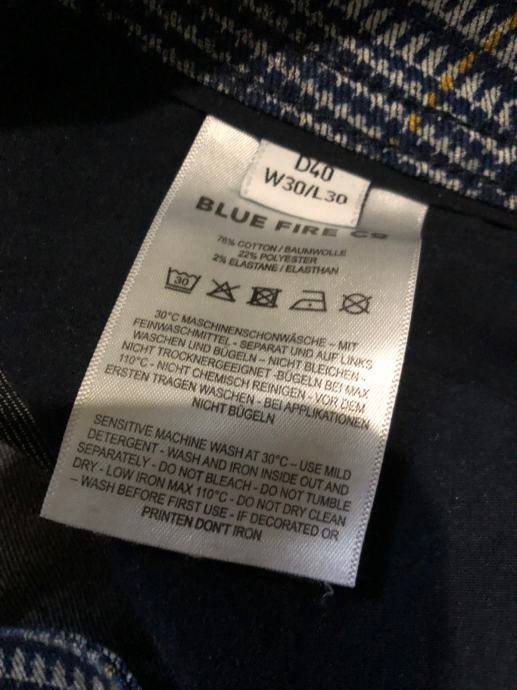 D40
W30/L30
BLUE FIRE Co
76% COTTON / BAUMWOLLE
22% POLYESTER
2% ELASTANE / ELASTHAN
30
30°C MASCHINENSCHONWÄSCHE – MIT
FEINWASCHMITTEL - SEPARAT UND AUF LINKS
WASCHEN UND BÜGELN – NICHT BLEICHEN -
NICHT TROCKNERGEEIGNET -BÜGELN BEI MAX
110°C - NICHT CHEMISCH REINIGEN - VOR DEM
ERSTEN TRAGEN WASCHEN - BEI APPLIKATIONEN
NICHT BÜGELN
SENSITIVE MACHINE WASH AT 30°C – USE MILD
DETERGENT - WASH AND IRON INSIDE OUT AND
SEPARATELY - DO NOT BLEACH - DO NOT TUMBLE
DRY - LOW IRON MAX 110°C - DO NOT DRY CLEAN
– WASH BEFORE FIRST USE - IF DECORATED OR
PRINTEN DON'T IRON